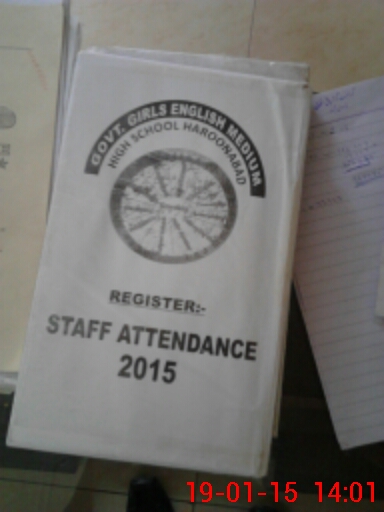 GOVT. GIRLS ENGLISH MEDIUM
HIGH SCHOOL HAROONABAD
REGISTER:-
STAFF ATTENDANCE
2015
19-01-15 14:01